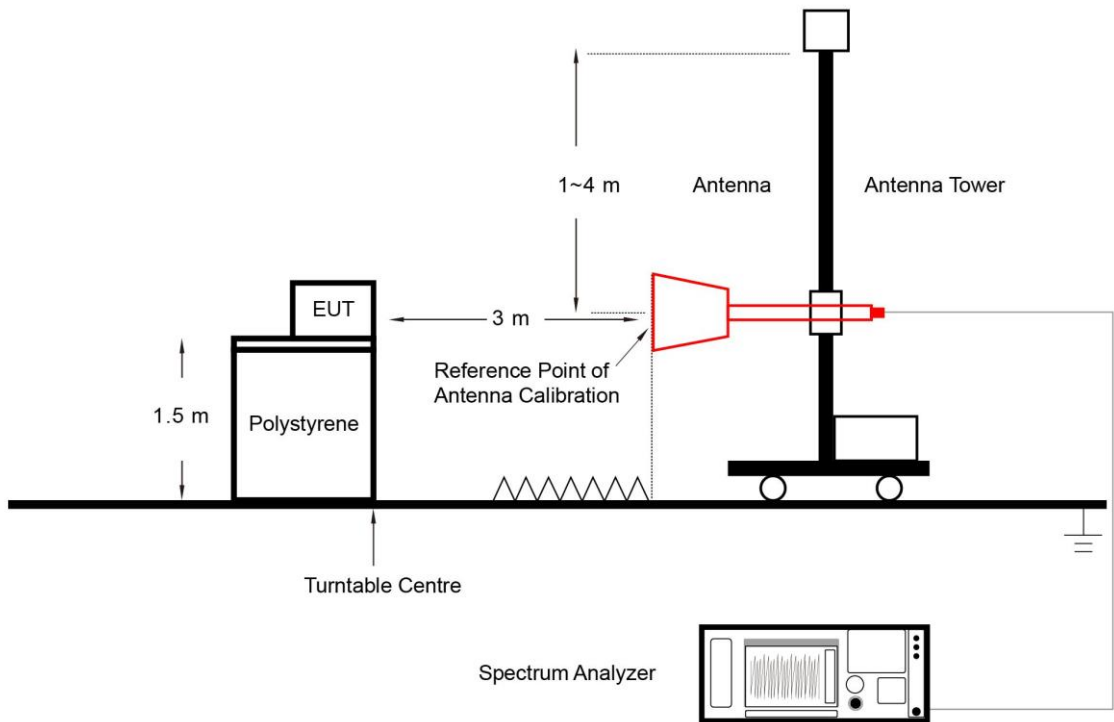 1~4 m
Antenna
Antenna Tower
EUT
3 m
Reference Point of
Antenna Calibration
1.5 m
Polystyrene
Turntable Centre
Spectrum Analyzer